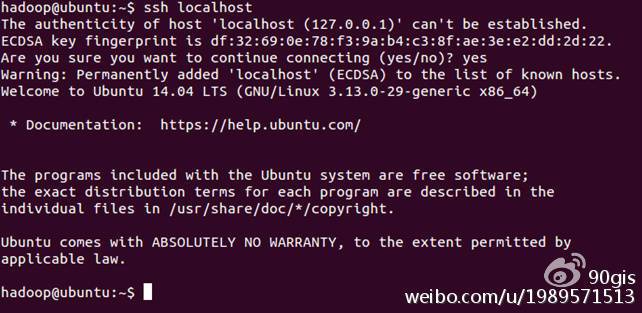 hadoop@ubuntu:~$ ssh localhost
The authenticity of host 'localhost (127.0.0.1)' can't be established.
ECDSA key fingerprint is df:32:69:0e:78:f3:9a:b4:c3:8f:ae:3e:e2:dd:2d:22.
Are you sure you want to continue connecting (yes/no)? yes
Warning: Permanently added 'localhost' (ECDSA) to the list of known hosts.
Welcome to Ubuntu 14.04 LTS (GNU/Linux 3.13.0-29-generic x86_64)
* Documentation:  https://help.ubuntu.com/
The programs included with the Ubuntu system are free software;
the exact distribution terms for each program are described in the
individual files in /usr/share/doc/*/copyright.
Ubuntu comes with ABSOLUTELY NO WARRANTY, to the extent permitted by
applicable law.
hadoop@ubuntu:~$
90gis
weibo.com/u/1989571513